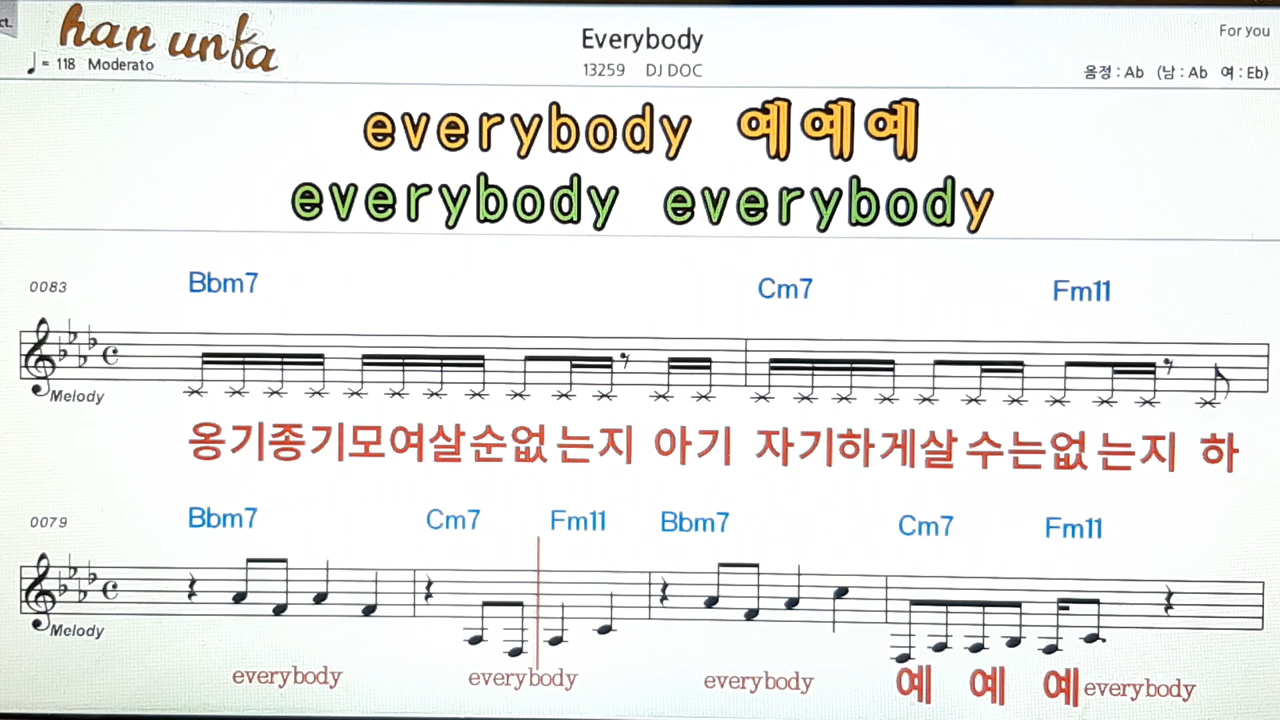 ct.
han unfa
♩ = 118 Moderato
Everybody
13259 DJ DOC
For you
음정 : Ab (남 : Ab 여 : Eb)
everybody 예예예
everybody everybody
0083 Bbm7 Cm7 Fm11
Melody
옹기종기모여살순없는지 아기 자기하게살수는없는지 하
0079 Bbm7 Cm7 Fm11 Bbm7 Cm7 Fm11
Melody
everybody everybody everybody 예 예 예 everybody